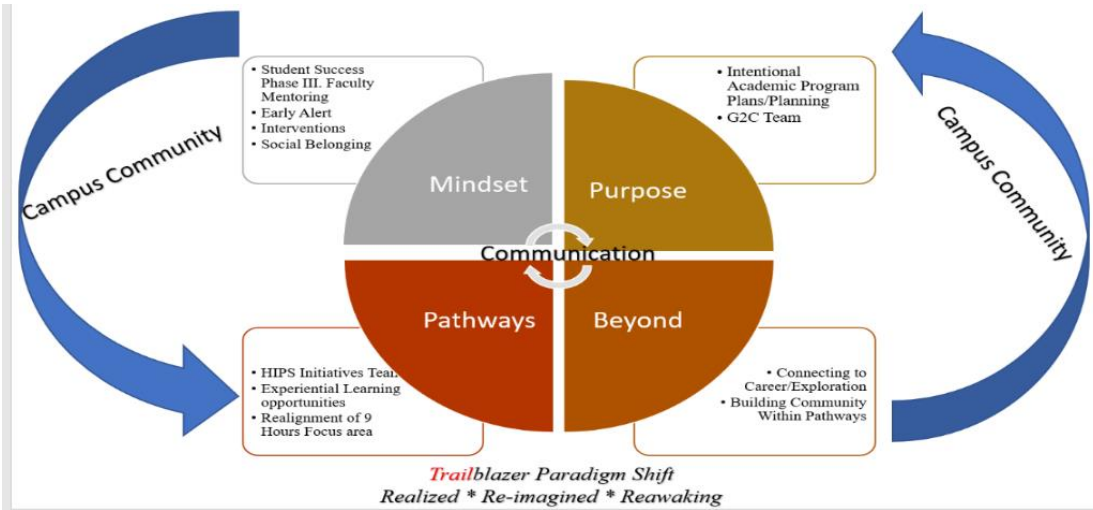 • Student Success
Phase III. Faculty
Mentoring
• Early Alert
• Interventions
• Social Belonging
• Intentional
Academic Program
Plans/Planning
• G2C Team
Campus Community
Campus Community
Mindset
Purpose
Communication
Pathways
Beyond
• HIPS Initiatives Team
• Experiential Learning
opportunities
• Realignment of 9
Hours Focus area
• Connecting to
Career/Exploration
• Building Community
Within Pathways
Trailblazer Paradigm Shift
Realized * Re-imagined * Reawaking